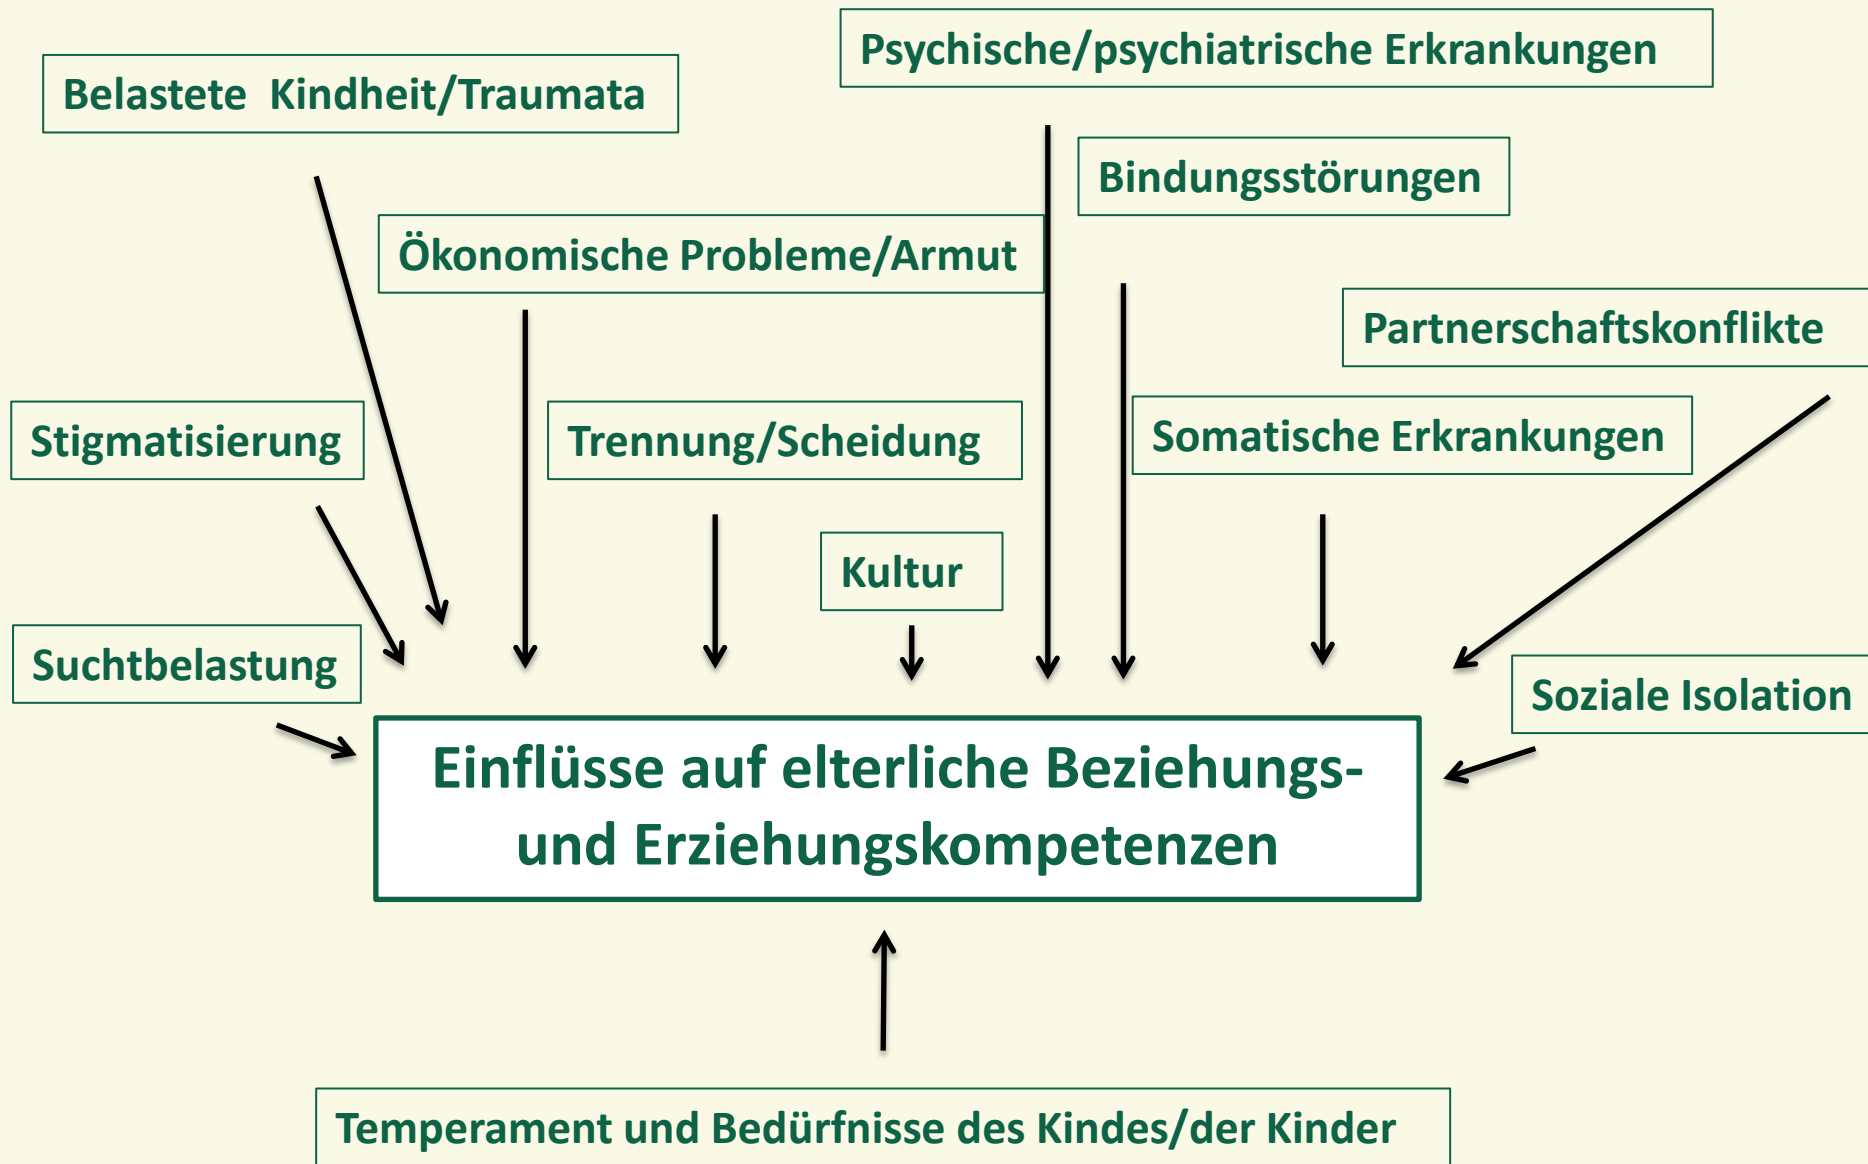 Psychische/psychiatrische Erkrankungen
Belastete Kindheit/Traumata
Bindungsstörungen
Ökonomische Probleme/Armut
Partnerschaftskonflikte
Stigmatisierung
Trennung/Scheidung
Somatische Erkrankungen
Kultur
Suchtbelastung
Soziale Isolation
Einflüsse auf elterliche Beziehungs-
und Erziehungskompetenzen
Temperament und Bedürfnisse des Kindes/der Kinder